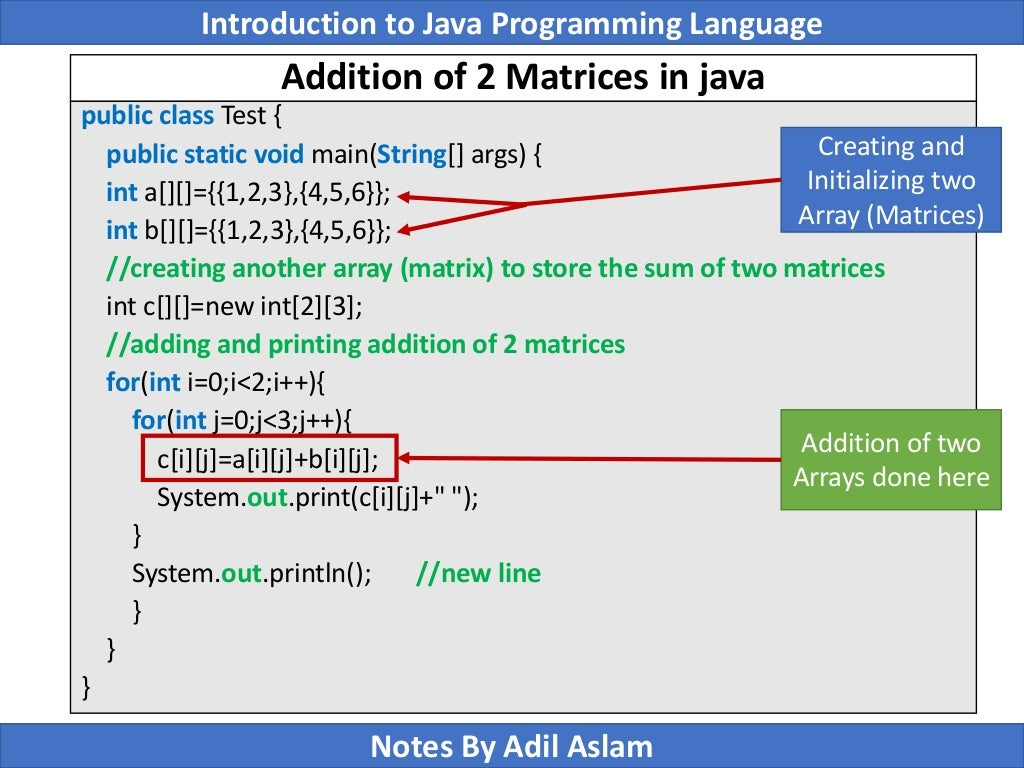 Introduction to Java Programming Language
Addition of 2 Matrices in java
public class Test {
public static void main(String[] args) {
int a[][]={{1,2,3},{4,5,6}};
int b[][]={{1,2,3},{4,5,6}};
//creating another array (matrix) to store the sum of two matrices
int c[][]=new int[2][3];
//adding and printing addition of 2 matrices
for(int i=0;i<2;i++){
for(int j=0;j<3;j++){
c[i][j]=a[i][j]+b[i][j];
System.out.print(c[i][j]+" ");
}
System.out.println(); //new line
}
}
}
Creating and
Initializing two
Array (Matrices)
Addition of two
Arrays done here
Notes By Adil Aslam